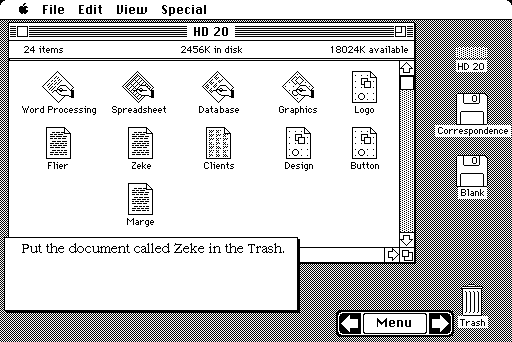 File Edit View Special
HD 20
24 items 2456K in disk 18024K available
Word Processing Spreadsheet Database Graphics Logo
Flier Zeke Clients Design Button
Marge
HD 20
Correspondence
Blank
Put the document called Zeke in the Trash.
Menu
Trash